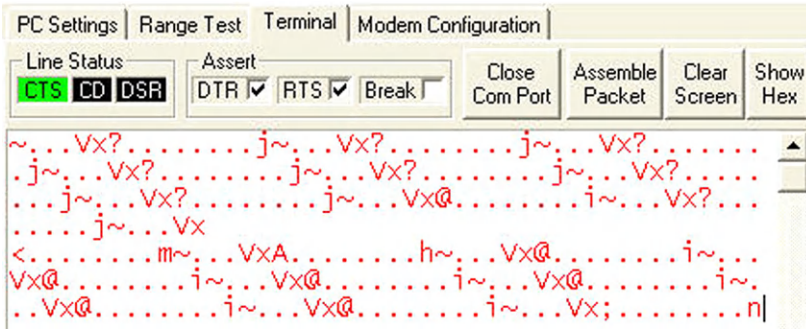 PC Settings Range Test Terminal Modem Configuration
Line Status Assert
CTS CD DSR DTR RTS Break Close Com Port Assemble Packet Clear Screen Show Hex
~...Vx?.........j~...Vx?.........j~...Vx?.......
.j~...Vx?.........j~...Vx?.........j~...Vx?.....
...j~...Vx?.........j~...Vx@.........i~...Vx?...
.....j~...Vx
<.........m~...VxA.........h~...Vx@.........i~...
Vx@.........i~...Vx@.........i~...Vx@.........i~.
..Vx@.........i~...Vx@.........i~...Vx;.........n